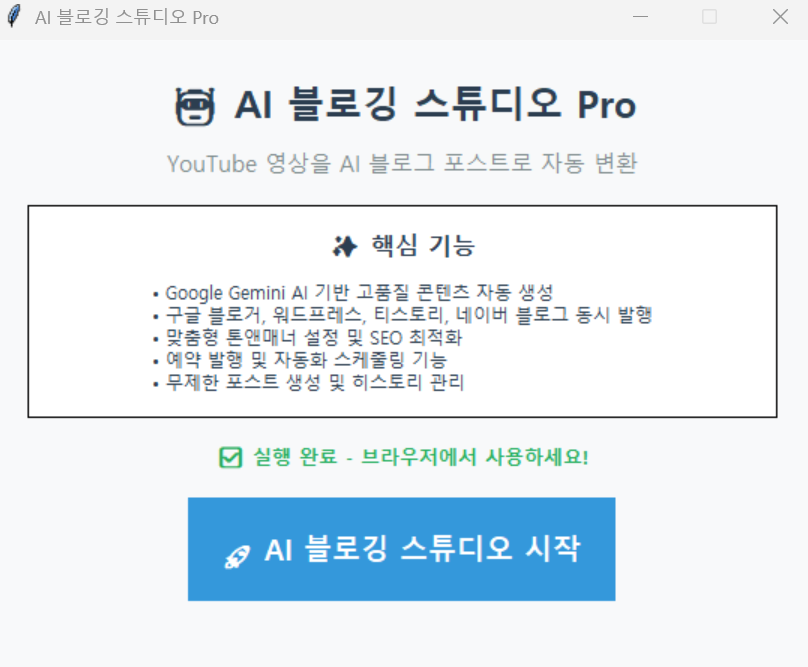 AI 블로깅 스튜디오 Pro
AI 블로깅 스튜디오 Pro
YouTube 영상을 AI 블로그 포스트로 자동 변환
핵심 기능
• Google Gemini AI 기반 고품질 콘텐츠 자동 생성
• 구글 블로거, 워드프레스, 티스토리, 네이버 블로그 동시 발행
• 맞춤형 톤앤매너 설정 및 SEO 최적화
• 예약 발행 및 자동화 스케줄링 기능
• 무제한 포스트 생성 및 히스토리 관리
실행 완료 - 브라우저에서 사용하세요!
AI 블로깅 스튜디오 시작